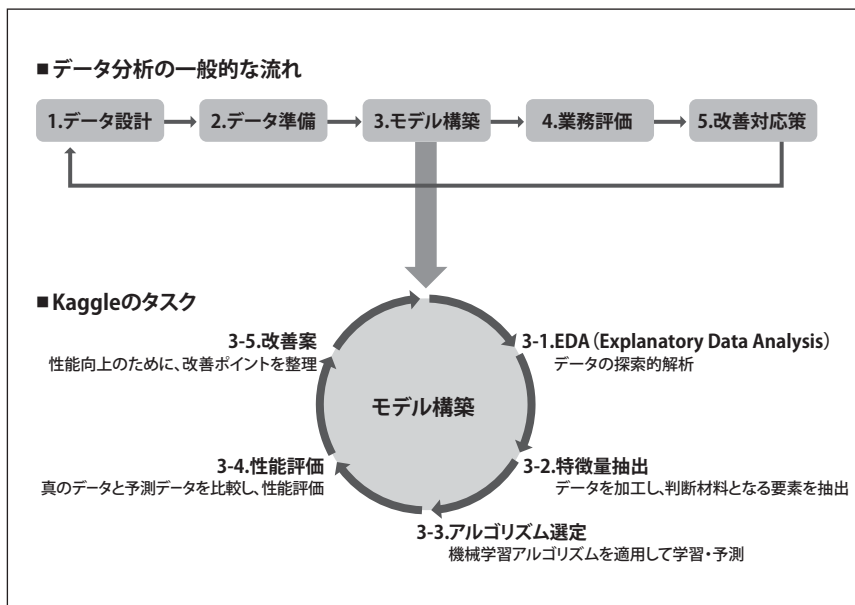 ■データ分析の一般的な流れ
1.データ設計
2.データ準備
3.モデル構築
4.業務評価
5.改善対応策
■Kaggleのタスク
3-1.EDA（Explanatory Data Analysis）
データの探索的解析
3-2.特徴量抽出
データを加工し、判断材料となる要素を抽出
3-3.アルゴリズム選定
機械学習アルゴリズムを適用して学習・予測
3-4.性能評価
真のデータと予測データを比較し、性能評価
3-5.改善案
性能向上のために、改善ポイントを整理
モデル構築